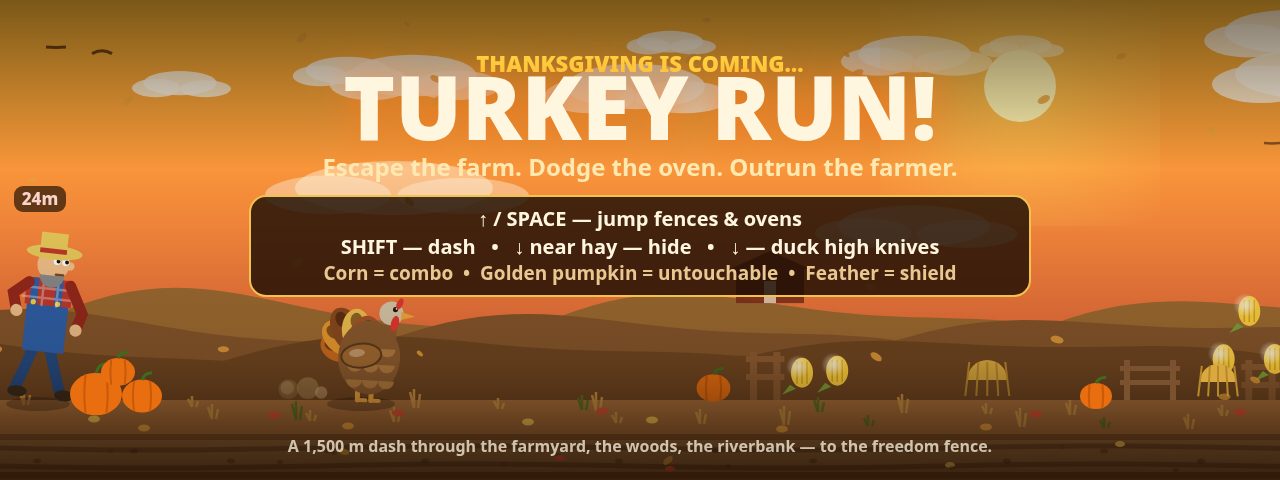 THANKSGIVING IS COMING...
TURKEY RUN!
Escape the farm. Dodge the oven. Outrun the farmer.
24m
↑ / SPACE — jump fences & ovens
SHIFT — dash • ↓ near hay — hide • ↓ — duck high knives
Corn = combo • Golden pumpkin = untouchable • Feather = shield
A 1,500 m dash through the farmyard, the woods, the riverbank — to the freedom fence.